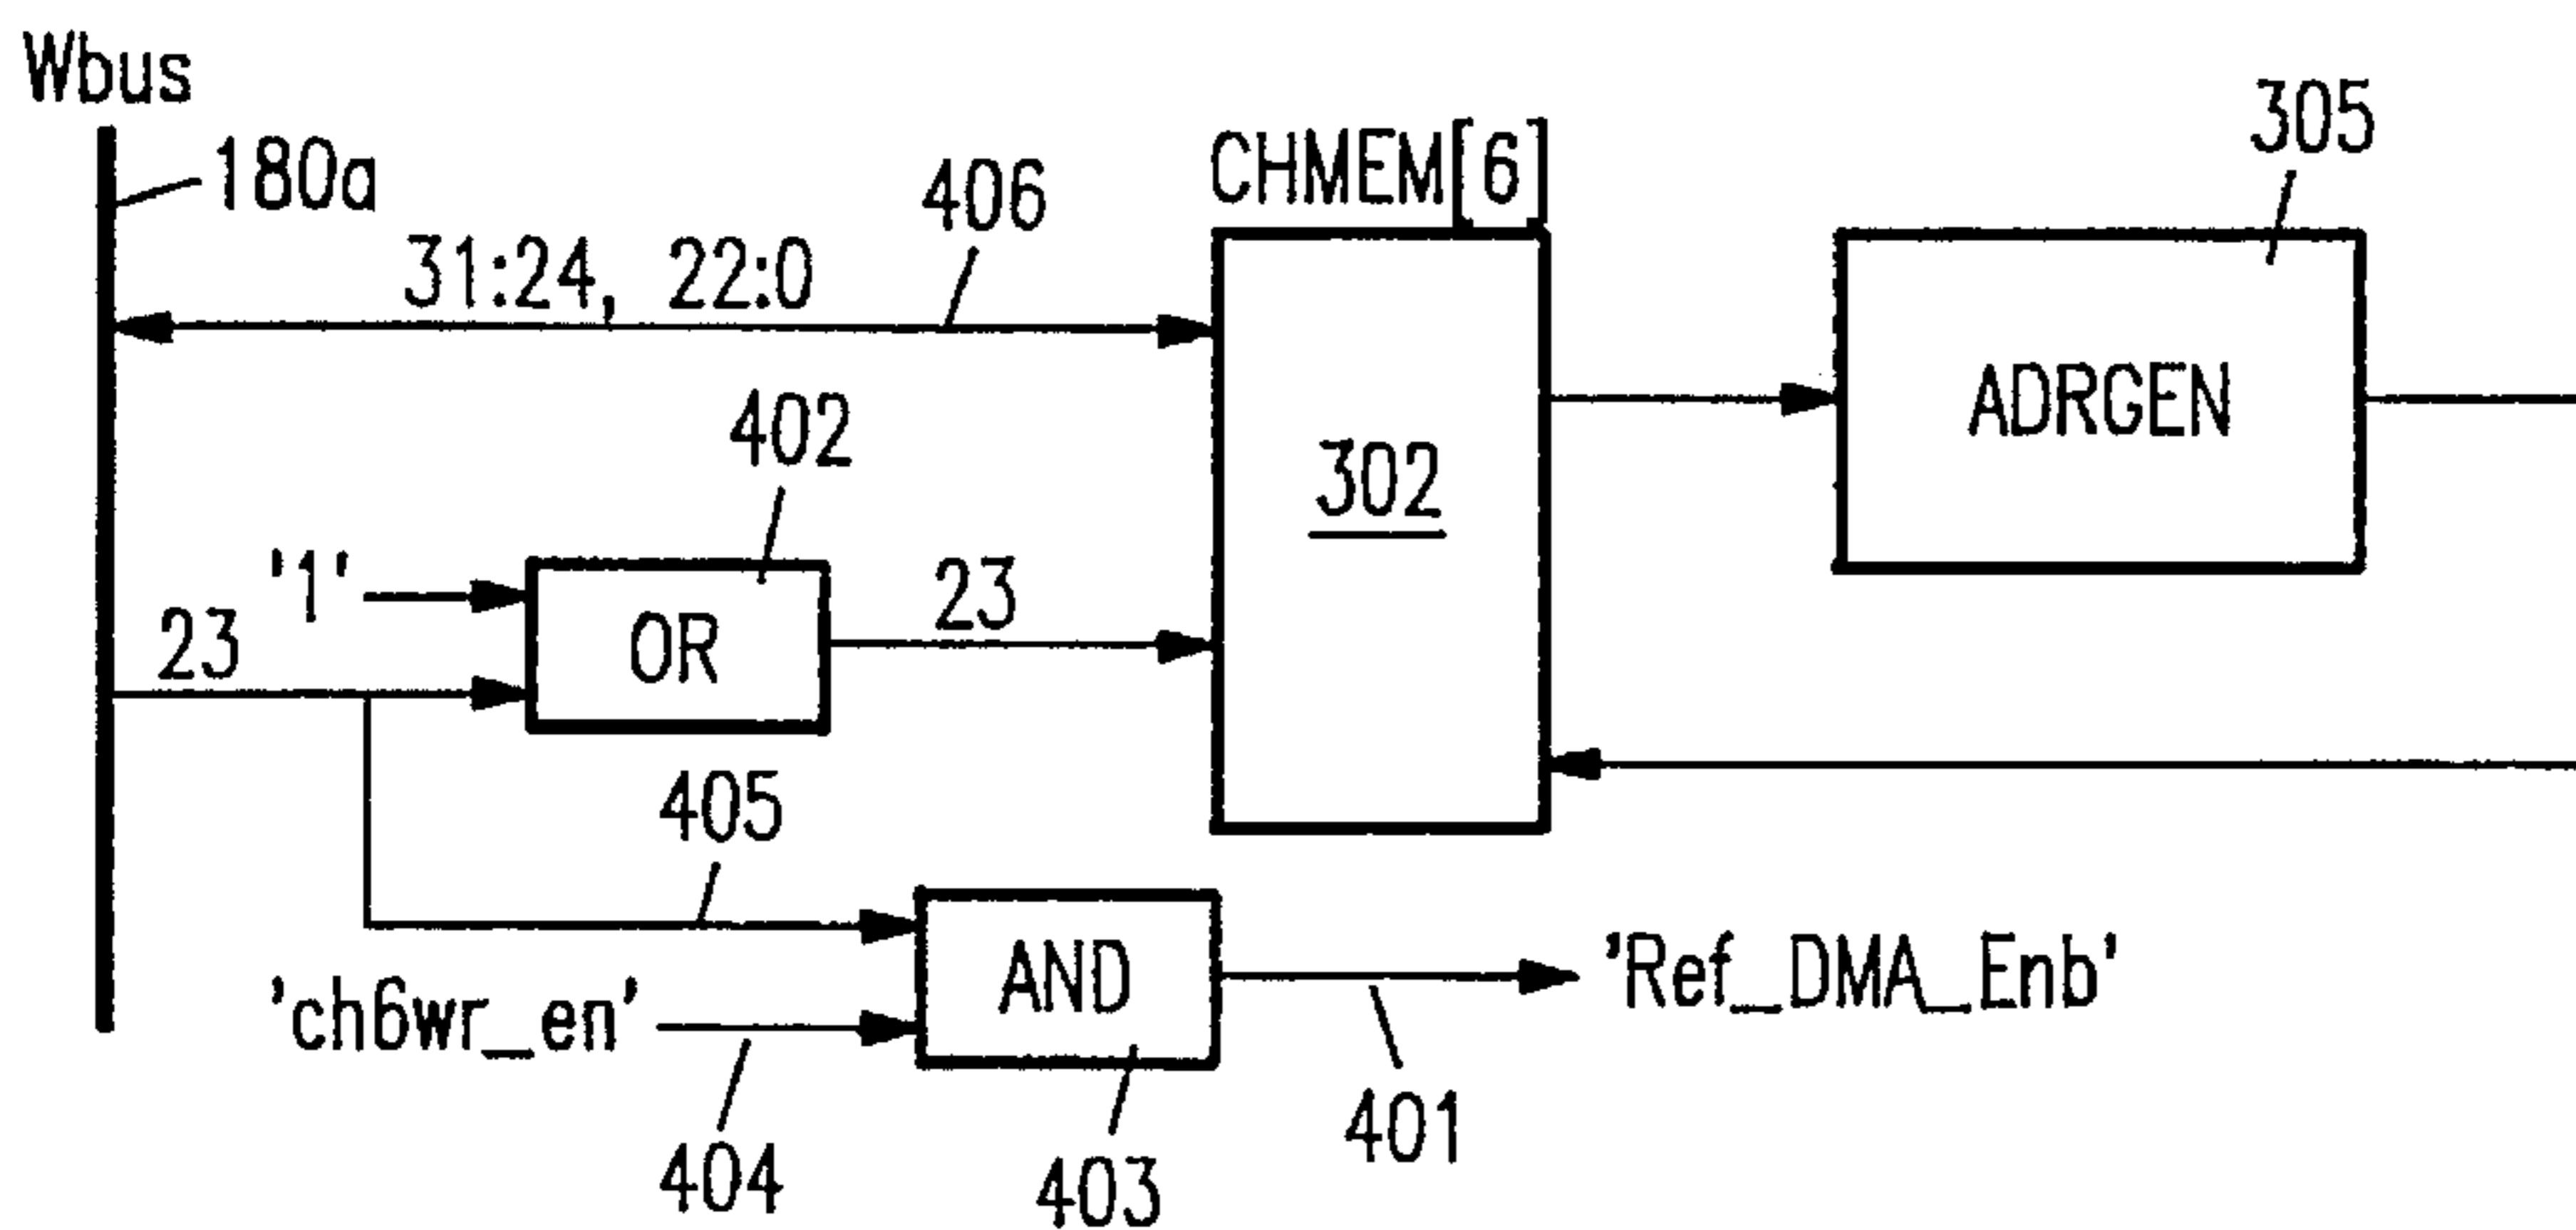 Wbus
180a
31:24, 22:0
406
CHMEM[6]
305
402
302
ADRGEN
'1'
23
OR
23
405
'ch6wr_en'
AND
'Ref_DMA_Enb'
404
403
401